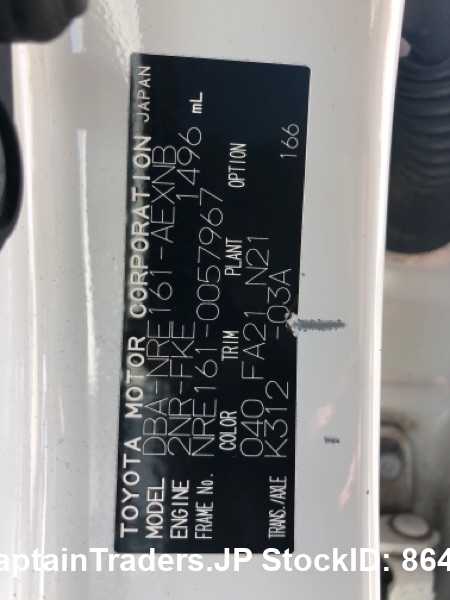 TOYOTA MOTOR CORPORATION JAPAN
MODEL DBA-NRE161-AEXNB
ENGINE 2NR-FKE 1496 mL
FRAME No. NRE161-0057967
COLOR TRIM PLANT OPTION
040 FA21 N21
TRANS./AXLE K312 -03A 166
aptainTraders.JP StockID: 864